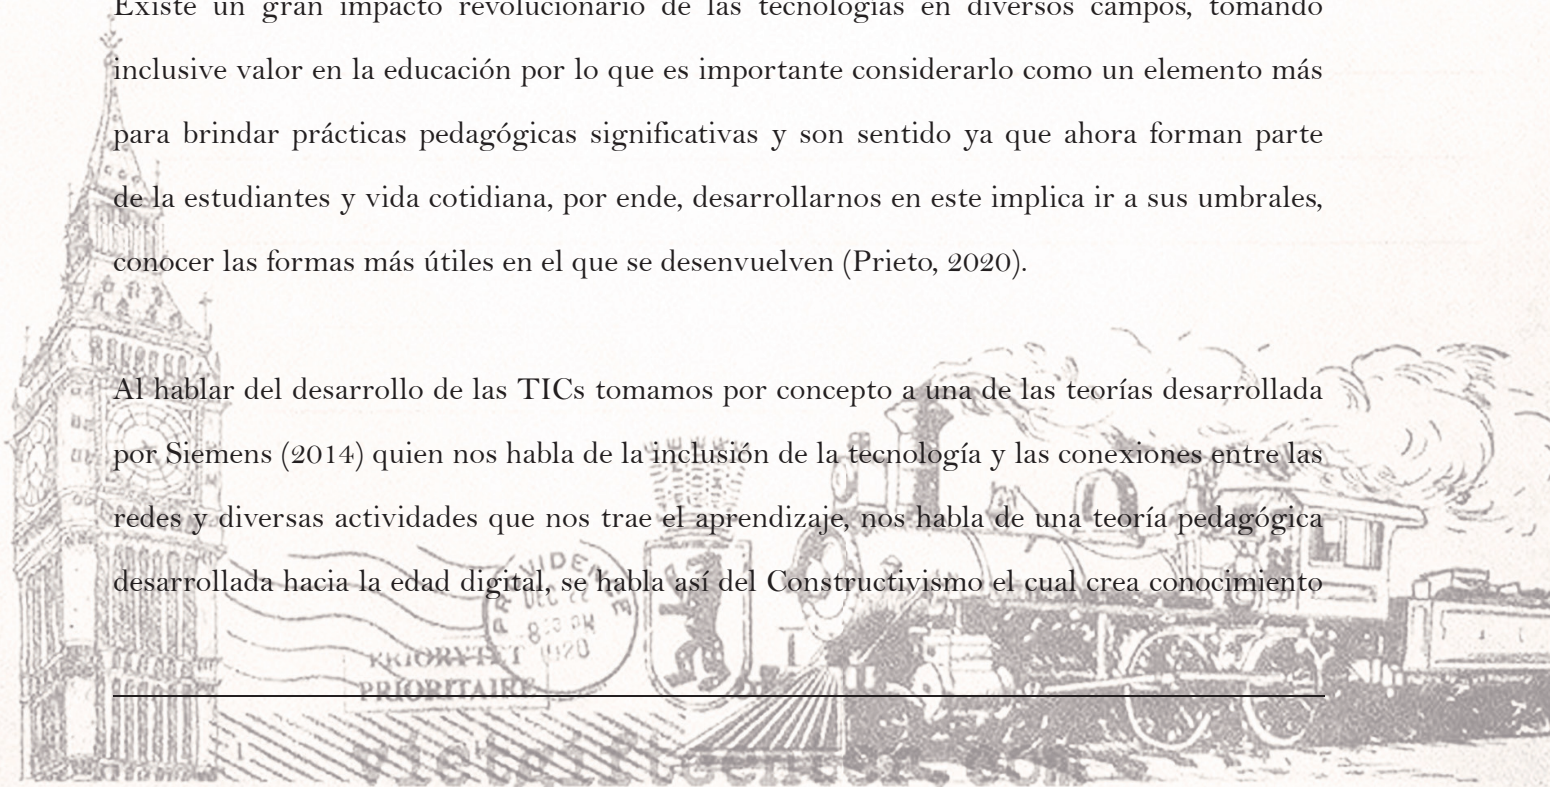 Existe un gran impacto revolucionario de las tecnologías en diversos campos, tomando
inclusive valor en la educación por lo que es importante considerarlo como un elemento más
para brindar prácticas pedagógicas significativas y son sentido ya que ahora forman parte
de la estudiantes y vida cotidiana, por ende, desarrollarnos en este implica ir a sus umbrales,
conocer las formas más útiles en el que se desenvuelven (Prieto, 2020).
Al hablar del desarrollo de las TICs tomamos por concepto a una de las teorías desarrollada
por Siemens (2014) quien nos habla de la inclusión de la tecnología y las conexiones entre las
redes y diversas actividades que nos trae el aprendizaje, nos habla de una teoría pedagógica
desarrollada hacia la edad digital, se habla así del Constructivismo el cual crea conocimiento
PROVIDENCE
DEC 22
1920
PRIORITAIRE